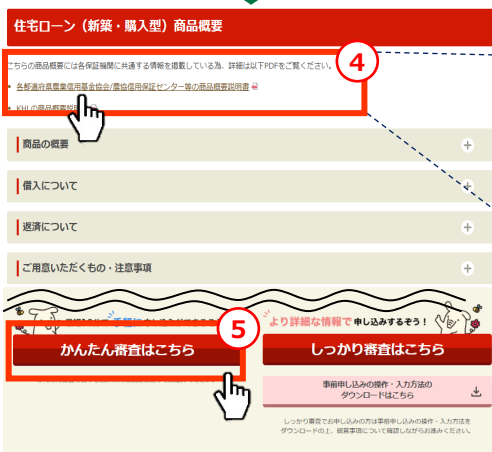 住宅ローン（新築・購入型）商品概要
こちらの商品概要には各保証機関に共通する情報を掲載している為、詳細は以下PDFをご覧ください。
④
・各都道府県農業信用基金協会/農協信用保証センター等の商品概要説明書
・KHLの商品概要説明
商品の概要
借入について
返済について
ご用意いただくもの・注意事項
⑤
より詳細な情報で申し込みするぞう！
かんたん審査はこちら
しっかり審査はこちら
事前申し込みの操作・入力方法の
ダウンロードはこちら
しっかり審査でお申し込みの方は事前申し込みの操作・入力方法を
ダウンロードの上、留意事項について確認しながらお進みください。